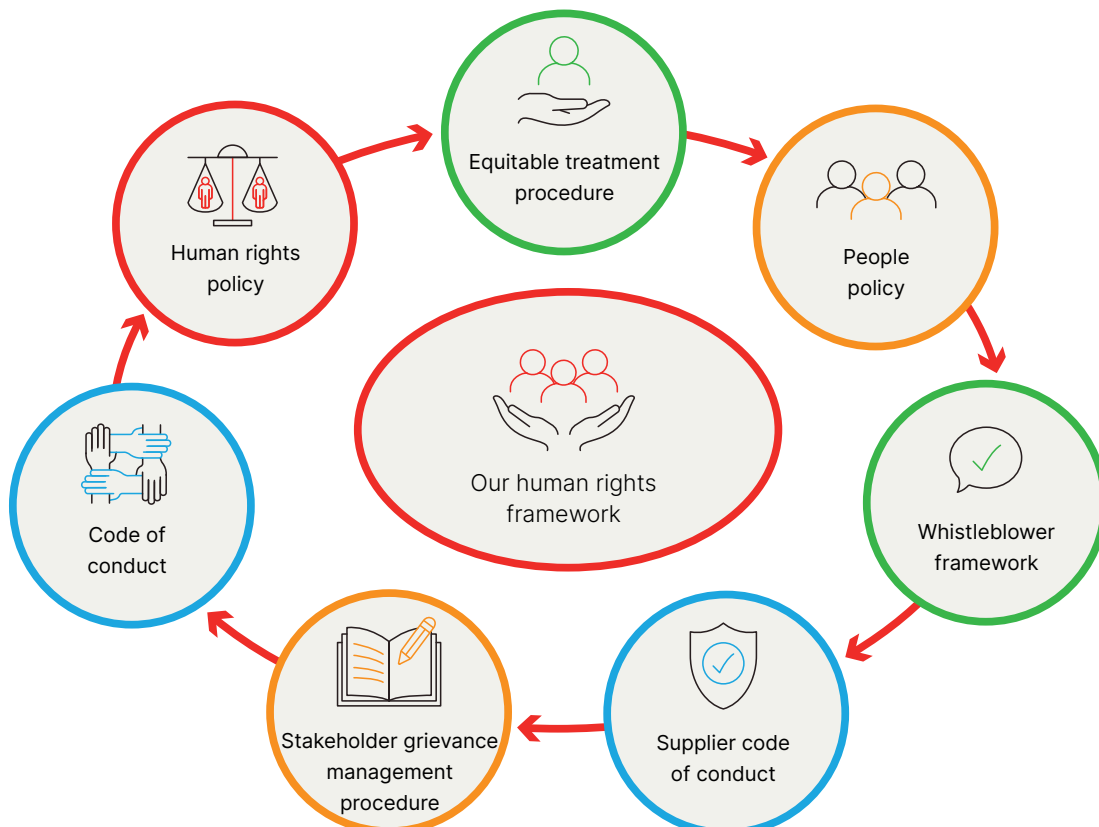 Equitable treatment
procedure
People
policy
Whistleblower
framework
Supplier code
of conduct
Stakeholder grievance
management
procedure
Code of
conduct
Human rights
policy
Our human rights
framework